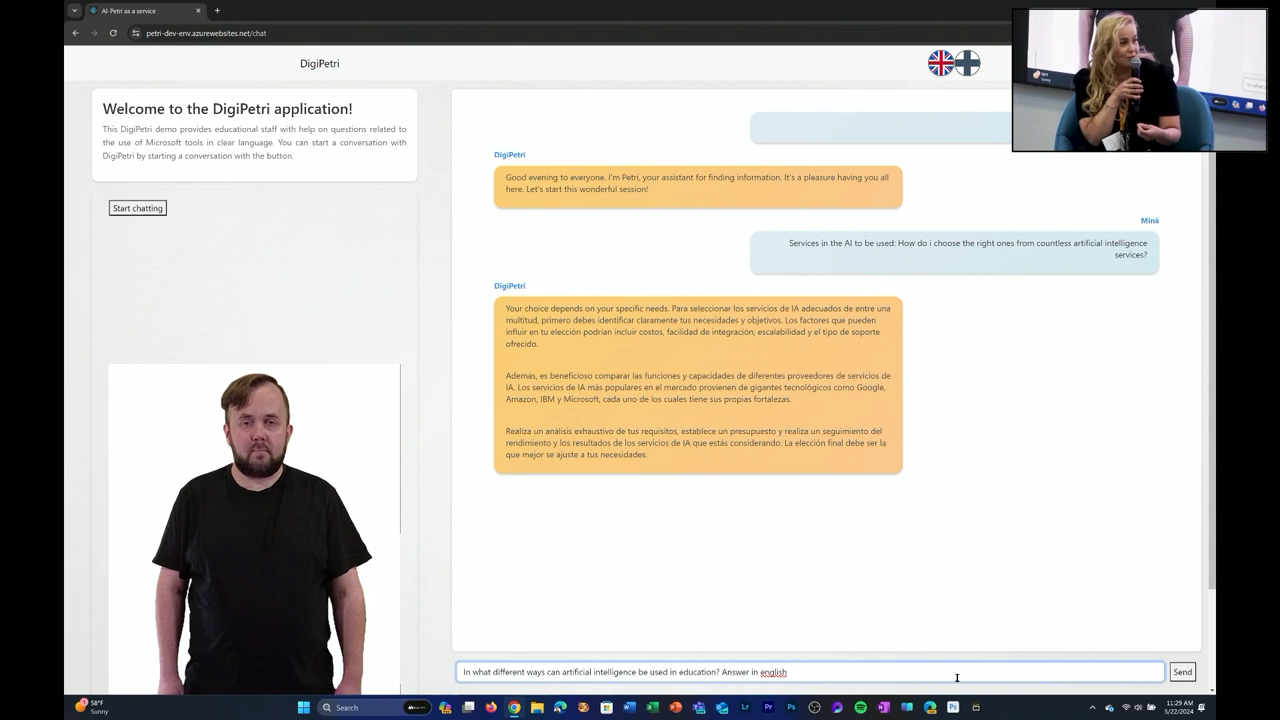 AI Petri as a service
petri-dev-env.azurewebsites.net/chat
DigiPetri
Welcome to the DigiPetri application!
This DigiPetri demo provides educational staff with help on questions related to
the use of Microsoft tools in clear language. You can start a conversation with
DigiPetri by starting a conversation with the button.
Start chatting
DigiPetri
Good evening to everyone. I'm Petri, your assistant for finding information. It's a pleasure having you all
here. Let's start this wonderful session!
Minä
Services in the AI to be used: How do i choose the right ones from countless artificial intelligence
services?
DigiPetri
Your choice depends on your specific needs. Para seleccionar los servicios de IA adecuados de entre una
multitud, primero debes identificar claramente tus necesidades y objetivos. Los factores que pueden
influir en tu elección podrían incluir costos, facilidad de integración, escalabilidad y el tipo de soporte
ofrecido.
Además, es beneficioso comparar las funciones y capacidades de diferentes proveedores de servicios de
IA. Los servicios de IA más populares en el mercado provienen de gigantes tecnológicos como Google,
Amazon, IBM y Microsoft, cada uno de los cuales tiene sus propias fortalezas.
Realiza un análisis exhaustivo de tus requisitos, establece un presupuesto y realiza un seguimiento del
rendimiento y los resultados de los servicios de IA que estás considerando. La elección final debe ser la
que mejor se ajuste a tus necesidades.
In what different ways can artificial intelligence be used in education? Answer in english
Send
58°F
Sunny
Search
11:29 AM
5/22/2024